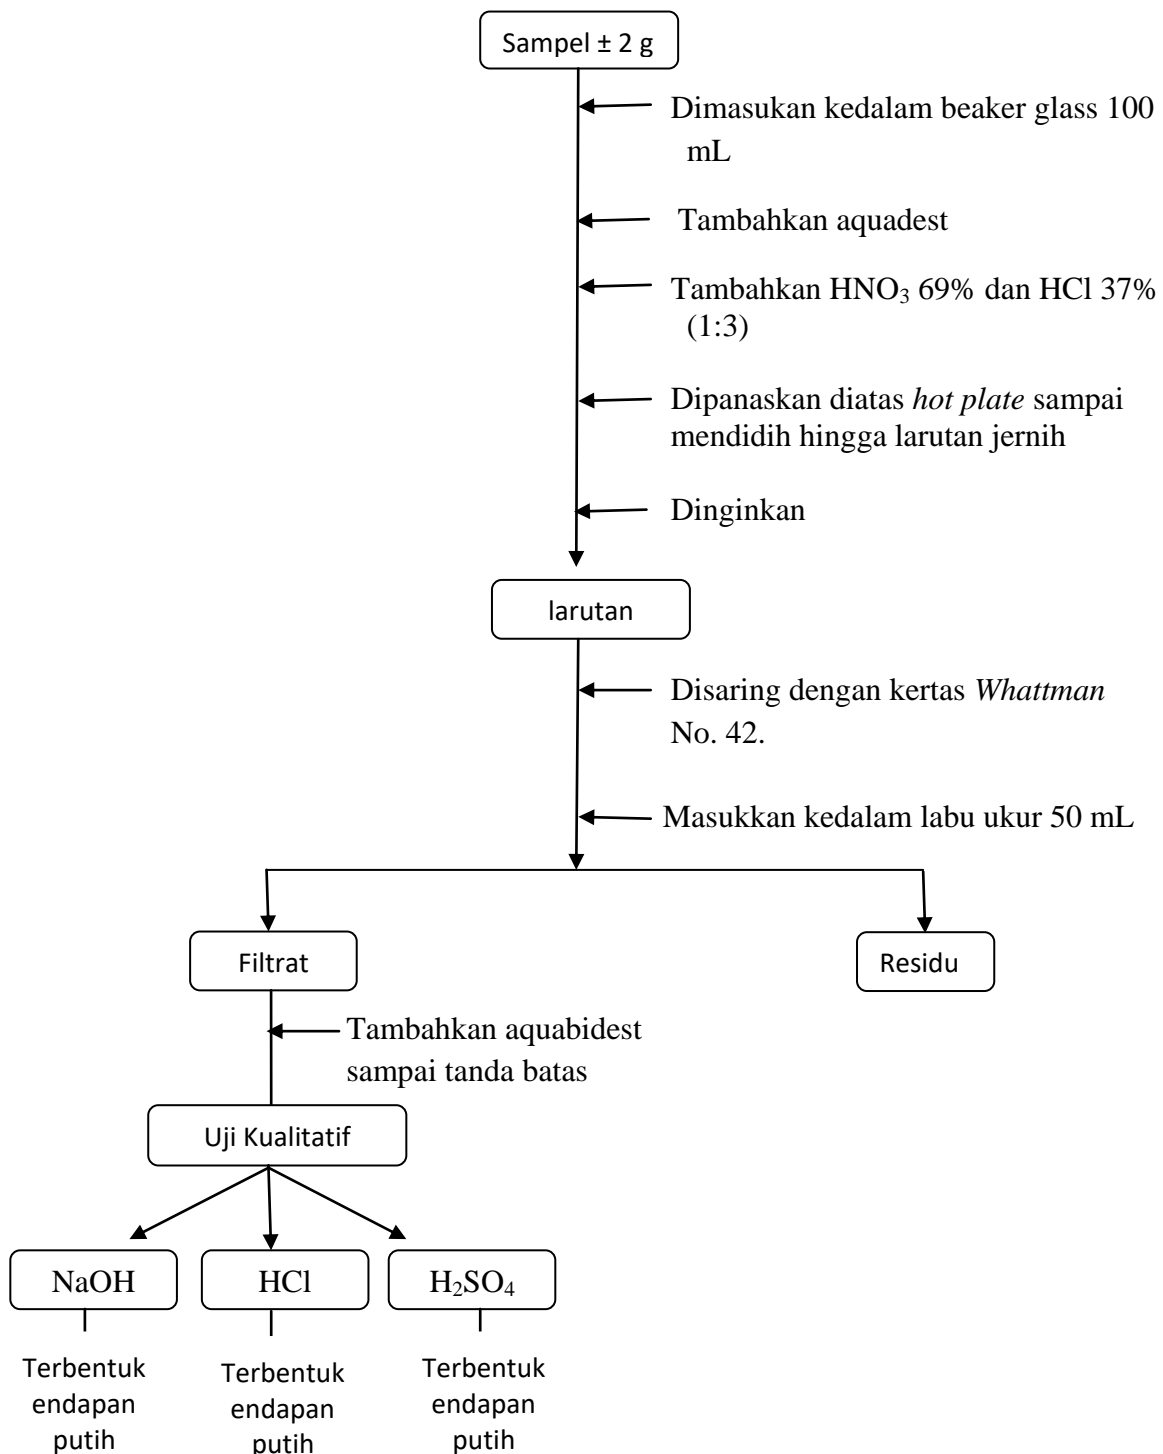 Sampel ± 2 g
Dimasukan kedalam beaker glass 100
mL
Tambahkan aquadest
Tambahkan HNO₃ 69% dan HCl 37%
(1:3)
Dipanaskan diatas hot plate sampai
mendidih hingga larutan jernih
Dinginkan
larutan
Disaring dengan kertas Whattman
No. 42.
Masukkan kedalam labu ukur 50 mL
Filtrat
Residu
Tambahkan aquabidest
sampai tanda batas
Uji Kualitatif
NaOH
HCl
H₂SO₄
Terbentuk
endapan
putih
Terbentuk
endapan
putih
Terbentuk
endapan
putih